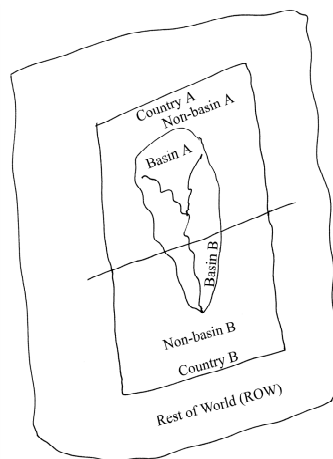 Country A
Non-basin A
Basin A
Basin B
Non-basin B
Country B
Rest of World (ROW)